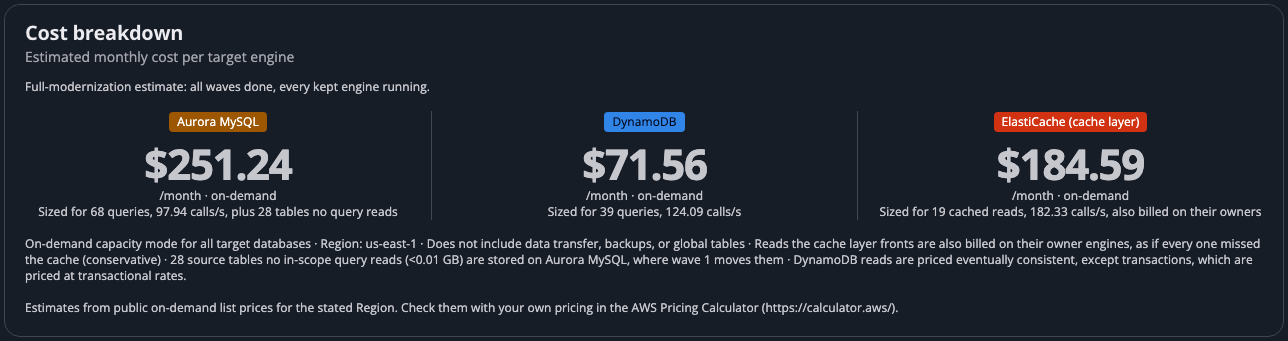 Cost breakdown
Estimated monthly cost per target engine
Full-modernization estimate: all waves done, every kept engine running.
Aurora MySQL
$251.24
/month · on-demand
Sized for 68 queries, 97.94 calls/s, plus 28 tables no query reads
DynamoDB
$71.56
/month · on-demand
Sized for 39 queries, 124.09 calls/s
ElastiCache (cache layer)
$184.59
/month · on-demand
Sized for 19 cached reads, 182.33 calls/s, also billed on their owners
On-demand capacity mode for all target databases · Region: us-east-1 · Does not include data transfer, backups, or global tables · Reads the cache layer fronts are also billed on their owner engines, as if every one missed
the cache (conservative) · 28 source tables no in-scope query reads (<0.01 GB) are stored on Aurora MySQL, where wave 1 moves them · DynamoDB reads are priced eventually consistent, except transactions, which are
priced at transactional rates.
Estimates from public on-demand list prices for the stated Region. Check them with your own pricing in the AWS Pricing Calculator (https://calculator.aws/).